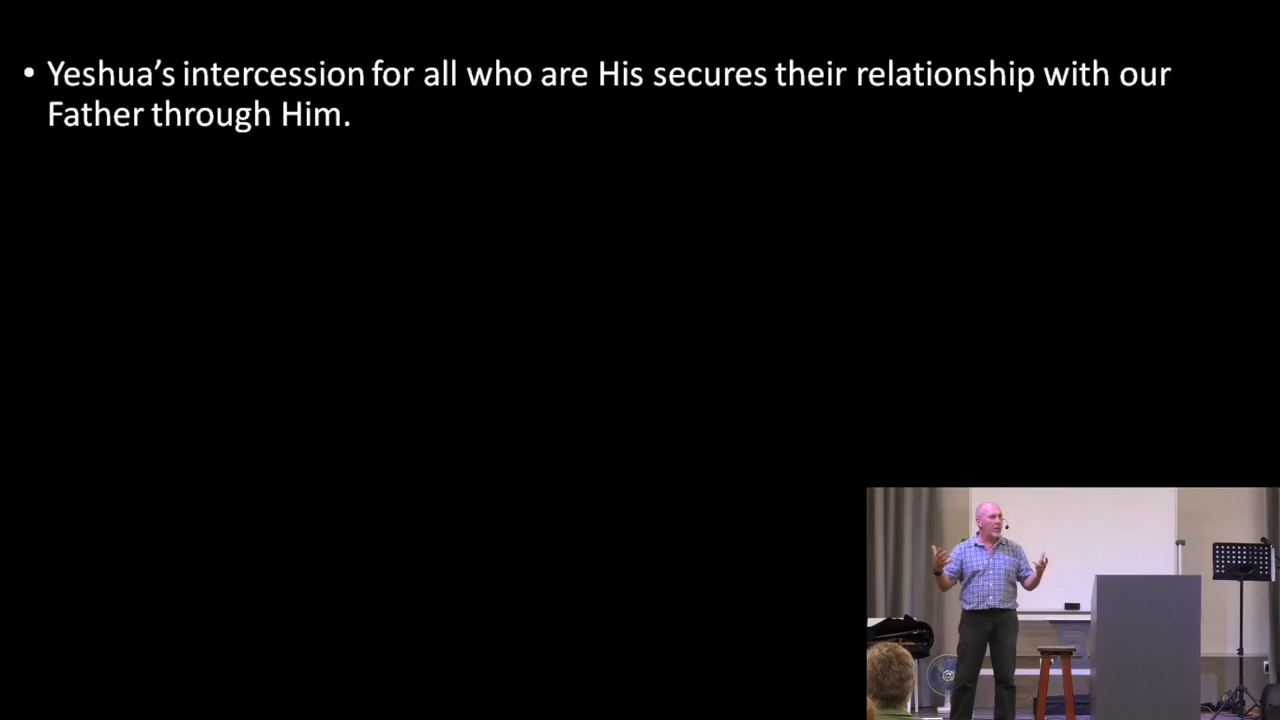 • Yeshua’s intercession for all who are His secures their relationship with our
Father through Him.